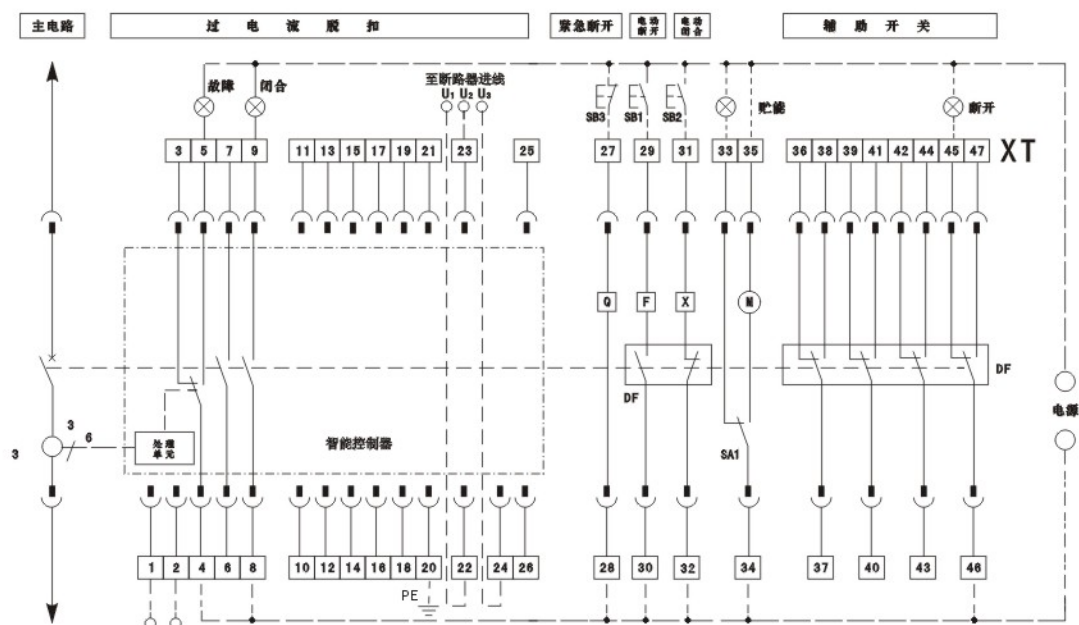 主电路 过电流脱扣 紧急断开 电动断开 电动闭合 辅助开关
故障 闭合 至断路器进线 贮能 断开
U₁ U₂ U₃
SB3 SB1 SB2
3 5 7 9 11 13 15 17 19 21 23 25 27 29 31 33 35 36 38 39 41 42 44 45 47 XT
Q F X M
DF DF
电源
3 6
3 处理单元 智能控制器 SA1
1 2 4 6 8 10 12 14 16 18 20 22 24 26 28 30 32 34 37 40 43 46
PE